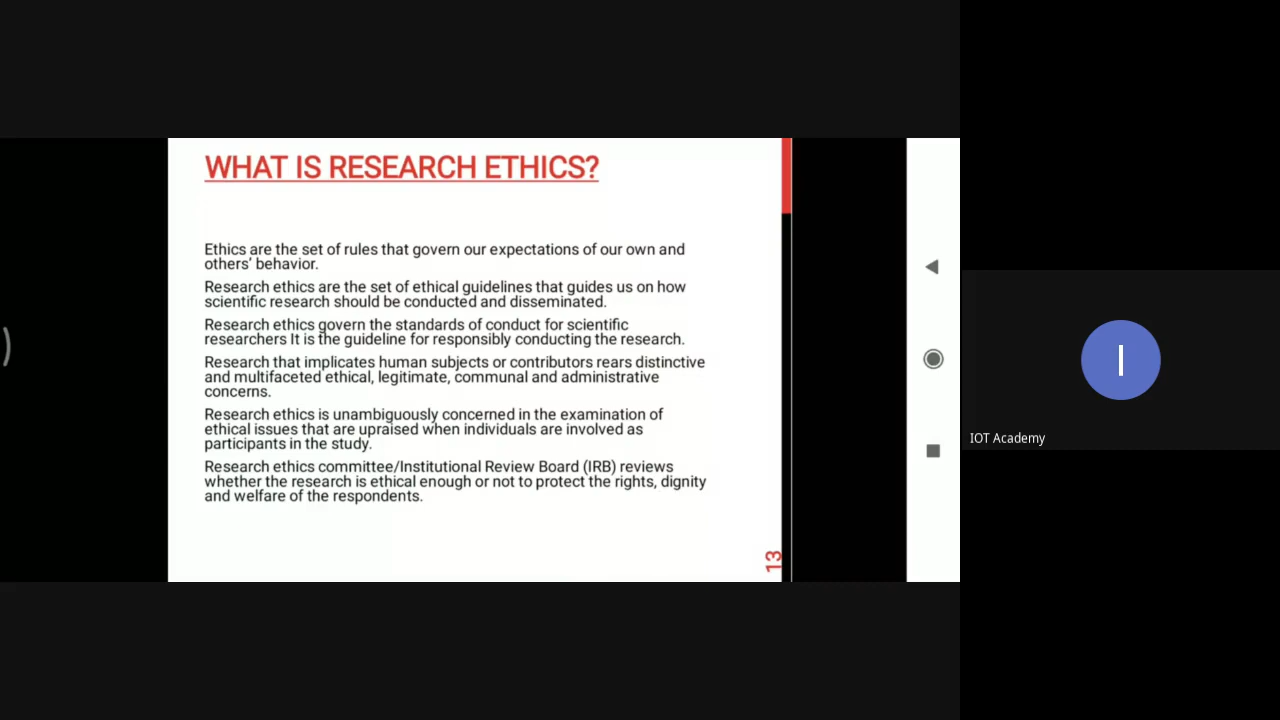 WHAT IS RESEARCH ETHICS?
Ethics are the set of rules that govern our expectations of our own and
others' behavior.
Research ethics are the set of ethical guidelines that guides us on how
scientific research should be conducted and disseminated.
Research ethics govern the standards of conduct for scientific
researchers It is the guideline for responsibly conducting the research.
Research that implicates human subjects or contributors rears distinctive
and multifaceted ethical, legitimate, communal and administrative
concerns.
Research ethics is unambiguously concerned in the examination of
ethical issues that are upraised when individuals are involved as
participants in the study.
Research ethics committee/Institutional Review Board (IRB) reviews
whether the research is ethical enough or not to protect the rights, dignity
and welfare of the respondents.
13
I
IOT Academy